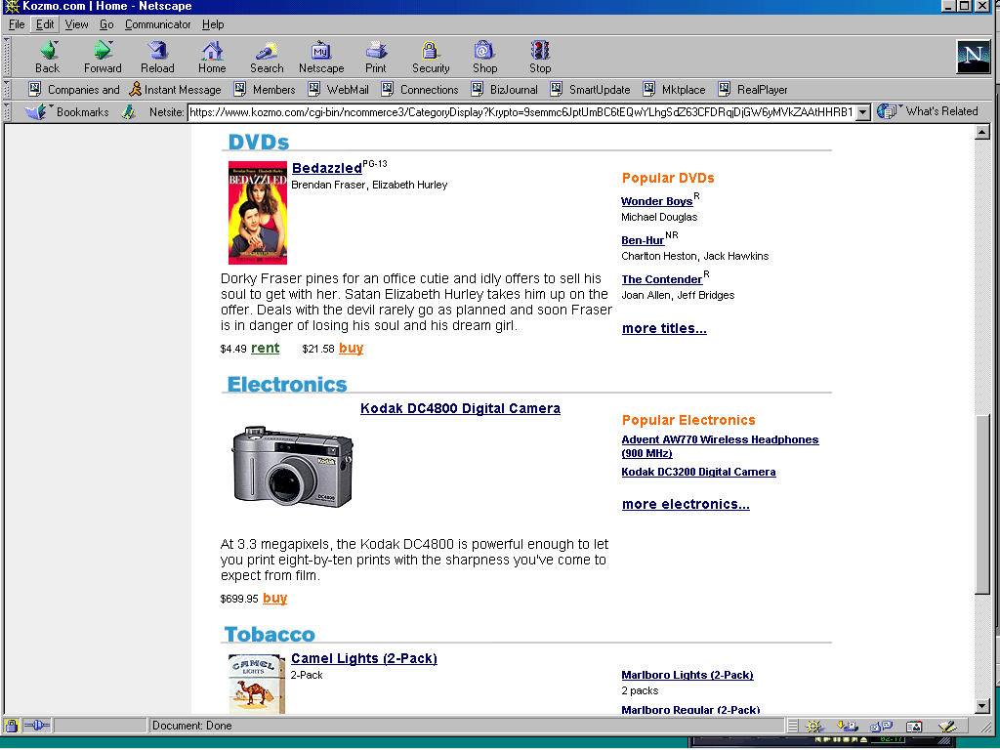 Kozmo.com | Home - Netscape
File Edit View Go Communicator Help
Back Forward Reload Home Search Netscape Print Security Shop Stop
My
N
Companies and Instant Message Members WebMail Connections BizJournal SmartUpdate Mktplace RealPlayer
Bookmarks Netsite: https://www.kozmo.com/cgi-bin/ncommerce3/CategoryDisplay?Krypto=9semmc6JptUmBC6tEQwYLhgSdZ63CFDRqjDjGW6yMVkZAAtHHRB1 What's Related
DVDs
BEDAZZLED
Bedazzled PG-13
Brendan Fraser, Elizabeth Hurley
Dorky Fraser pines for an office cutie and idly offers to sell his
soul to get with her. Satan Elizabeth Hurley takes him up on the
offer. Deals with the devil rarely go as planned and soon Fraser
is in danger of losing his soul and his dream girl.
$4.49 rent $21.58 buy
Popular DVDs
Wonder Boys R
Michael Douglas
Ben-Hur NR
Charlton Heston, Jack Hawkins
The Contender R
Joan Allen, Jeff Bridges
more titles...
Electronics
Kodak DC4800 Digital Camera
Kodak
DC4800
At 3.3 megapixels, the Kodak DC4800 is powerful enough to let
you print eight-by-ten prints with the sharpness you've come to
expect from film.
$699.95 buy
Popular Electronics
Advent AW770 Wireless Headphones
(900 MHz)
Kodak DC3200 Digital Camera
more electronics...
Tobacco
CAMEL
LIGHTS
Camel Lights (2-Pack)
2-Pack
Marlboro Lights (2-Pack)
2 packs
Marlboro Regular (2-Pack)
Document: Done